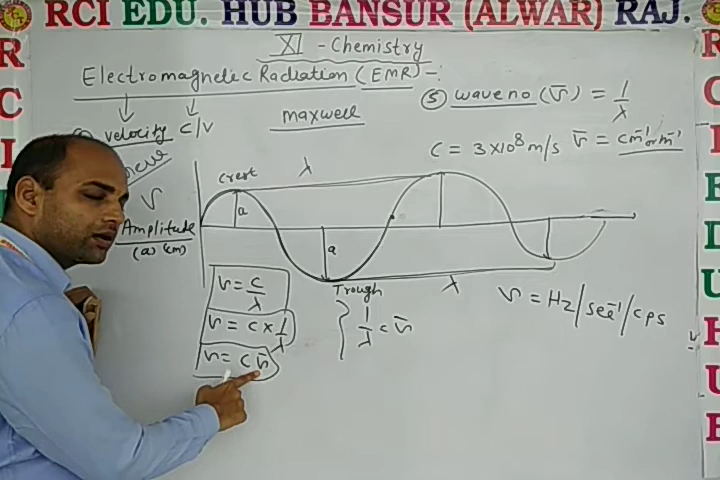 RCI EDU. HUB BANSUR (ALWAR) RAJ.
XI - Chemistry
Electromagnetic Radiation (EMR) -:
⑤ wave no (ν̅) = 1/λ
maxwell
velocity C/V
C = 3×10⁸ m/s ν̅ = cm⁻¹ or m⁻¹
Crest
λ
ν
a
Amplitude
(a) (cm)
a
Trough
λ
ν = C/λ
ν = Hz/sec⁻¹/cps
ν = C × 1/λ
1/λ = ν̅
ν = C ν̅